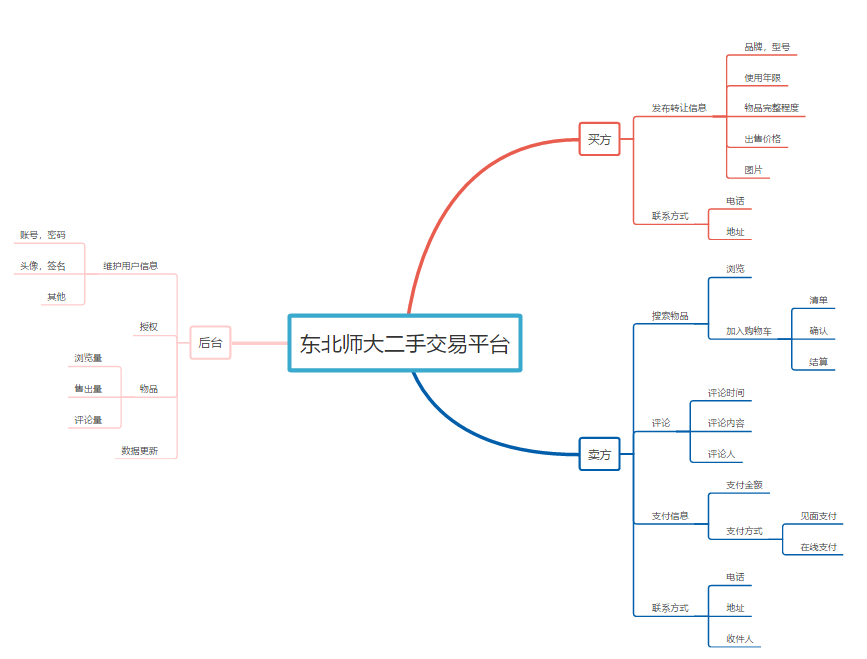 东北师大二手交易平台
买方
发布转让信息
品牌，型号
使用年限
物品完整程度
出售价格
图片
联系方式
电话
地址
卖方
搜索物品
浏览
加入购物车
清单
确认
结算
评论
评论时间
评论内容
评论人
支付信息
支付金额
支付方式
见面支付
在线支付
联系方式
电话
地址
收件人
后台
维护用户信息
账号，密码
头像，签名
其他
授权
物品
浏览量
售出量
评论量
数据更新